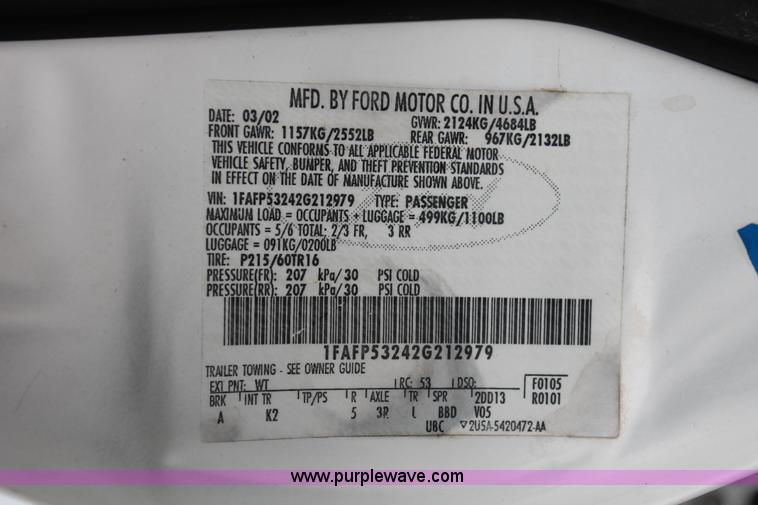 MFD. BY FORD MOTOR CO. IN U.S.A.
DATE: 03/02 GVWR: 2124KG/4684LB
FRONT GAWR: 1157KG/2552LB REAR GAWR: 967KG/2132LB
THIS VEHICLE CONFORMS TO ALL APPLICABLE FEDERAL MOTOR
VEHICLE SAFETY, BUMPER, AND THEFT PREVENTION STANDARDS
IN EFFECT ON THE DATE OF MANUFACTURE SHOWN ABOVE.
VIN: 1FAFP53242G212979 TYPE: PASSENGER
MAXIMUM LOAD = OCCUPANTS + LUGGAGE = 499KG/1100LB
OCCUPANTS = 5/6 TOTAL: 2/3 FR, 3 RR
LUGGAGE = 091KG/0200LB
TIRE: P215/60TR16
PRESSURE(FR): 207 kPa/30 PSI COLD
PRESSURE(RR): 207 kPa/30 PSI COLD
1FAFP53242G212979
TRAILER TOWING - SEE OWNER GUIDE
EXT PNT: WT RC: 53 DSO: F0105
BRK INT TR TP/PS R AXLE TR SPR 2DD13 R0101
A K2 5 3R L BBD V05
UBC ▽2U5A-5420472-AA
www.purplewave.com